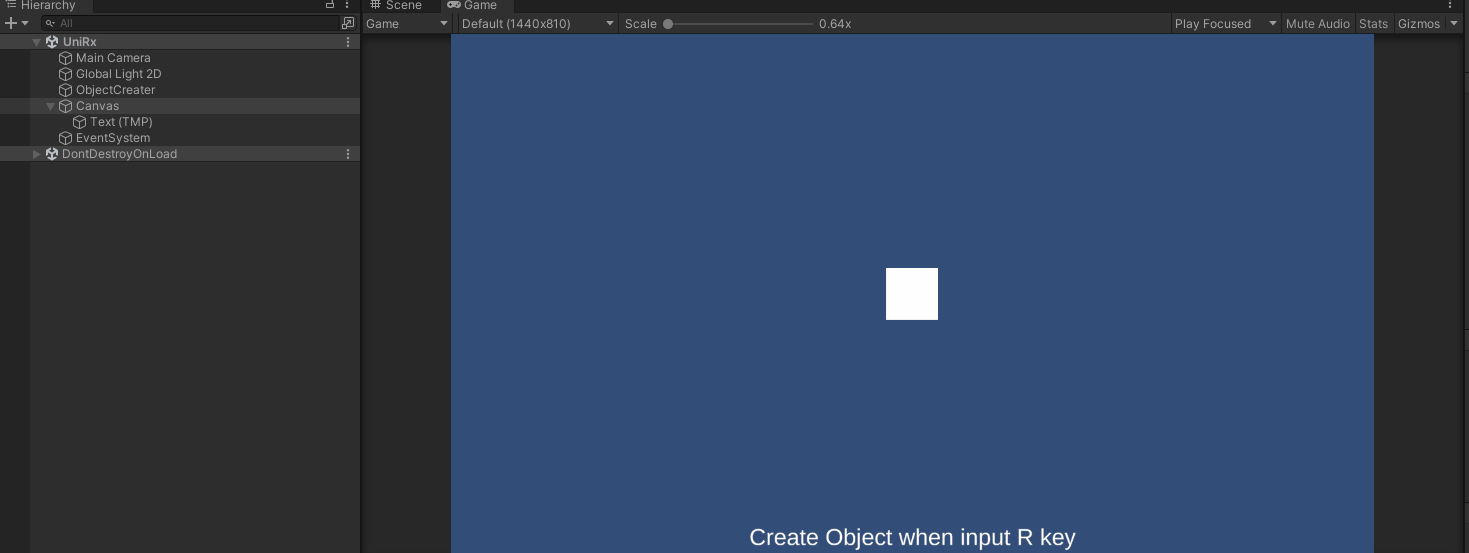 Hierarchy
All
UniRx
Main Camera
Global Light 2D
ObjectCreater
Canvas
Text (TMP)
EventSystem
DontDestroyOnLoad
Scene Game
Game Default (1440x810) Scale 0.64x Play Focused Mute Audio Stats Gizmos
Create Object when input R key